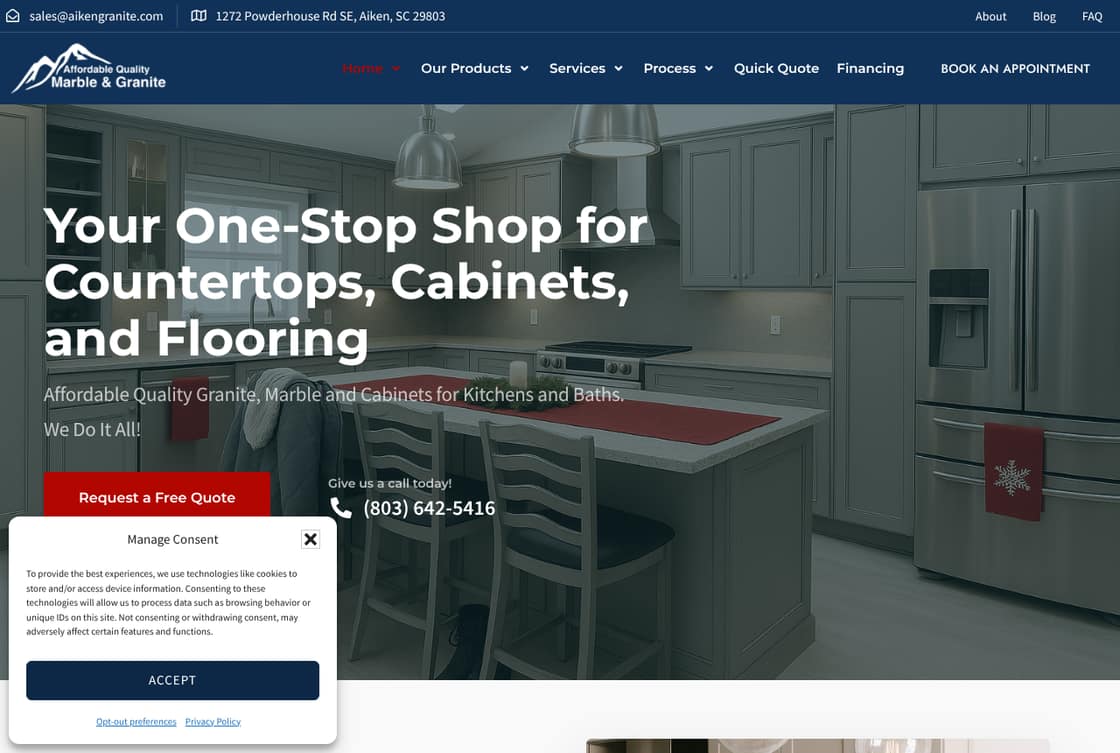 sales@aikengranite.com
1272 Powderhouse Rd SE, Aiken, SC 29803
About
Blog
FAQ
Affordable Quality
Marble & Granite
Home
Our Products
Services
Process
Quick Quote
Financing
BOOK AN APPOINTMENT
Your One-Stop Shop for
Countertops, Cabinets,
and Flooring
Affordable Quality Granite, Marble and Cabinets for Kitchens and Baths.
We Do It All!
Request a Free Quote
Give us a call today!
(803) 642-5416
Manage Consent
To provide the best experiences, we use technologies like cookies to
store and/or access device information. Consenting to these
technologies will allow us to process data such as browsing behavior or
unique IDs on this site. Not consenting or withdrawing consent, may
adversely affect certain features and functions.
ACCEPT
Opt-out preferences
Privacy Policy